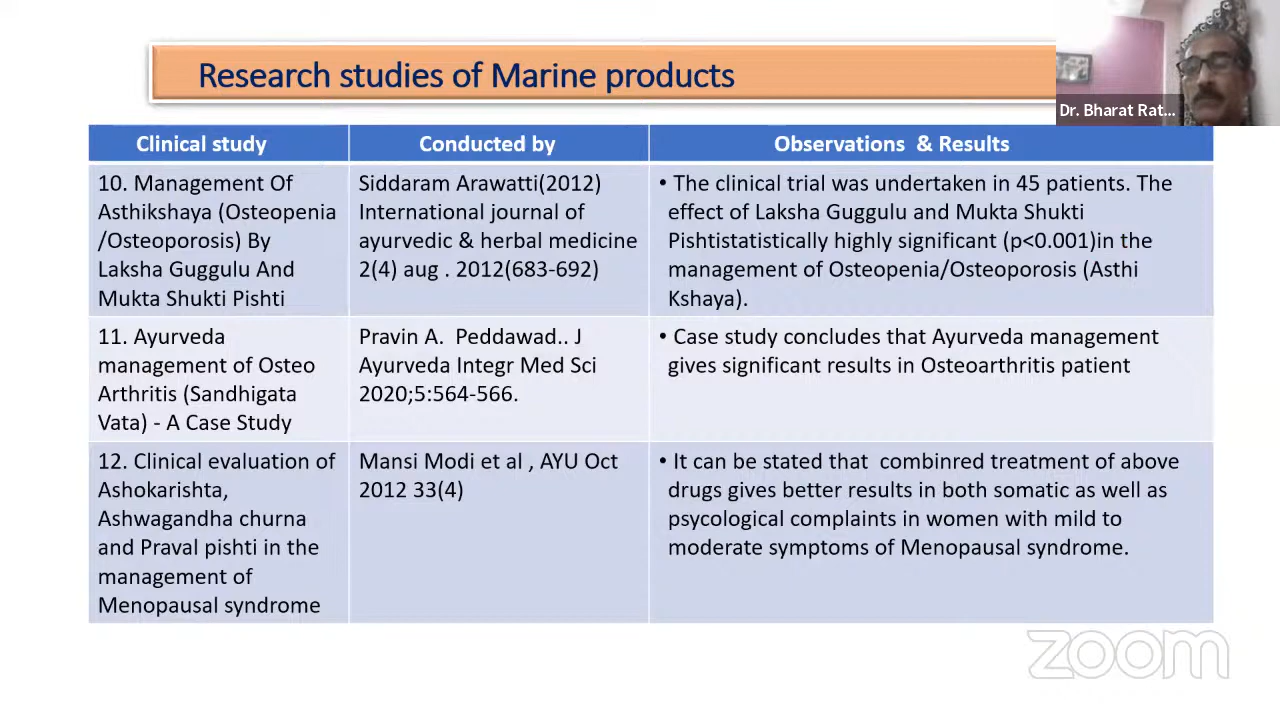 Research studies of Marine products
Dr. Bharat Rat...
Clinical study
Conducted by
Observations & Results
10. Management Of
Asthikshaya (Osteopenia
/Osteoporosis) By
Laksha Guggulu And
Mukta Shukti Pishti
Siddaram Arawatti(2012)
International journal of
ayurvedic & herbal medicine
2(4) aug . 2012(683-692)
• The clinical trial was undertaken in 45 patients. The
effect of Laksha Guggulu and Mukta Shukti
Pishtistatistically highly significant (p<0.001)in the
management of Osteopenia/Osteoporosis (Asthi
Kshaya).
11. Ayurveda
management of Osteo
Arthritis (Sandhigata
Vata) - A Case Study
Pravin A. Peddawad.. J
Ayurveda Integr Med Sci
2020;5:564-566.
• Case study concludes that Ayurveda management
gives significant results in Osteoarthritis patient
12. Clinical evaluation of
Ashokarishta,
Ashwagandha churna
and Praval pishti in the
management of
Menopausal syndrome
Mansi Modi et al , AYU Oct
2012 33(4)
• It can be stated that combinred treatment of above
drugs gives better results in both somatic as well as
psycological complaints in women with mild to
moderate symptoms of Menopausal syndrome.
zoom